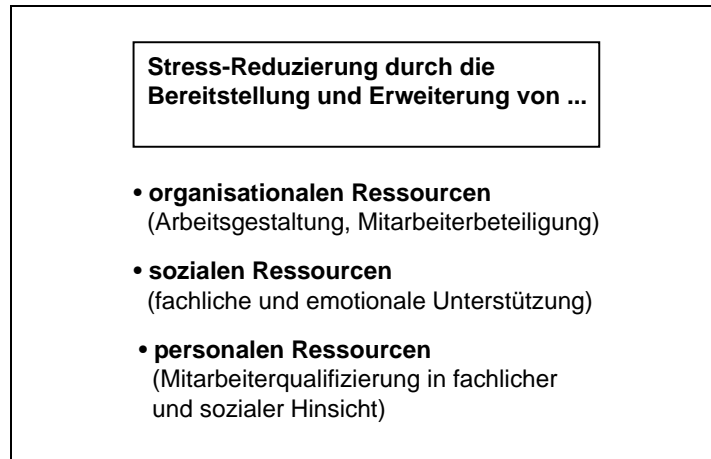 Stress-Reduzierung durch die
Bereitstellung und Erweiterung von ...
• organisationalen Ressourcen
(Arbeitsgestaltung, Mitarbeiterbeteiligung)
• sozialen Ressourcen
(fachliche und emotionale Unterstützung)
• personalen Ressourcen
(Mitarbeiterqualifizierung in fachlicher
und sozialer Hinsicht)